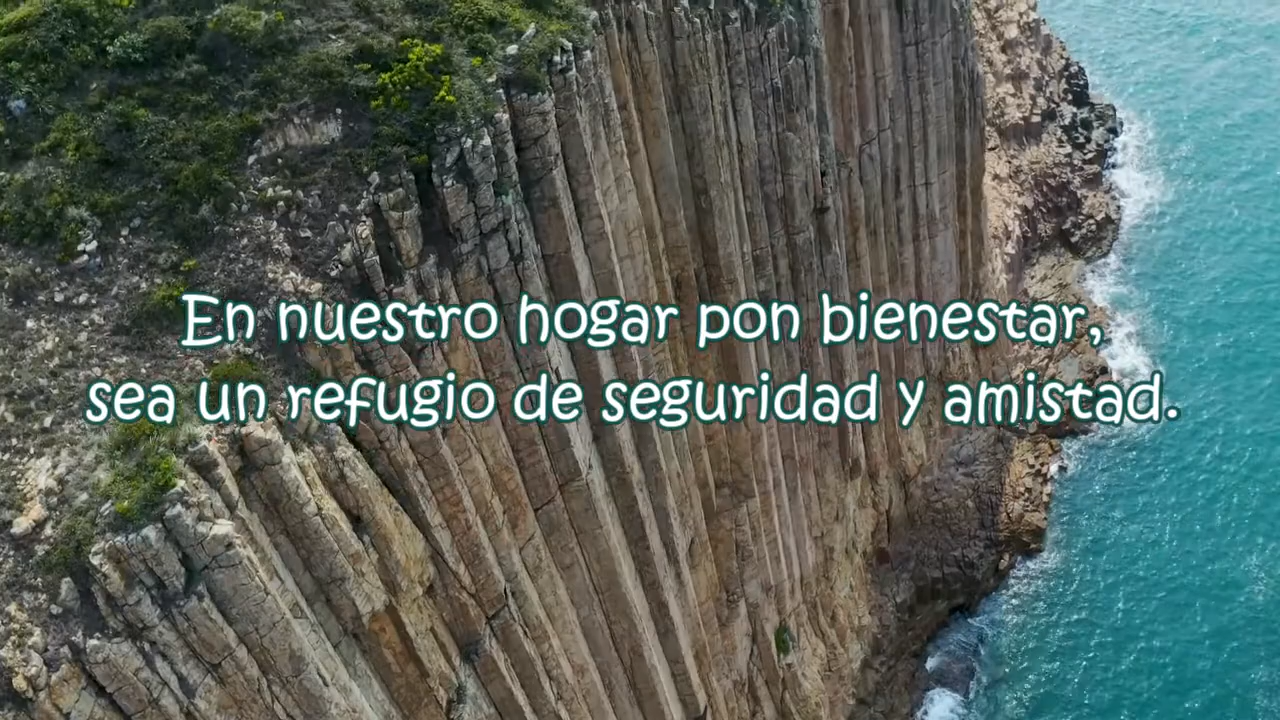 En nuestro hogar pon bienestar,
sea un refugio de seguridad y amistad.